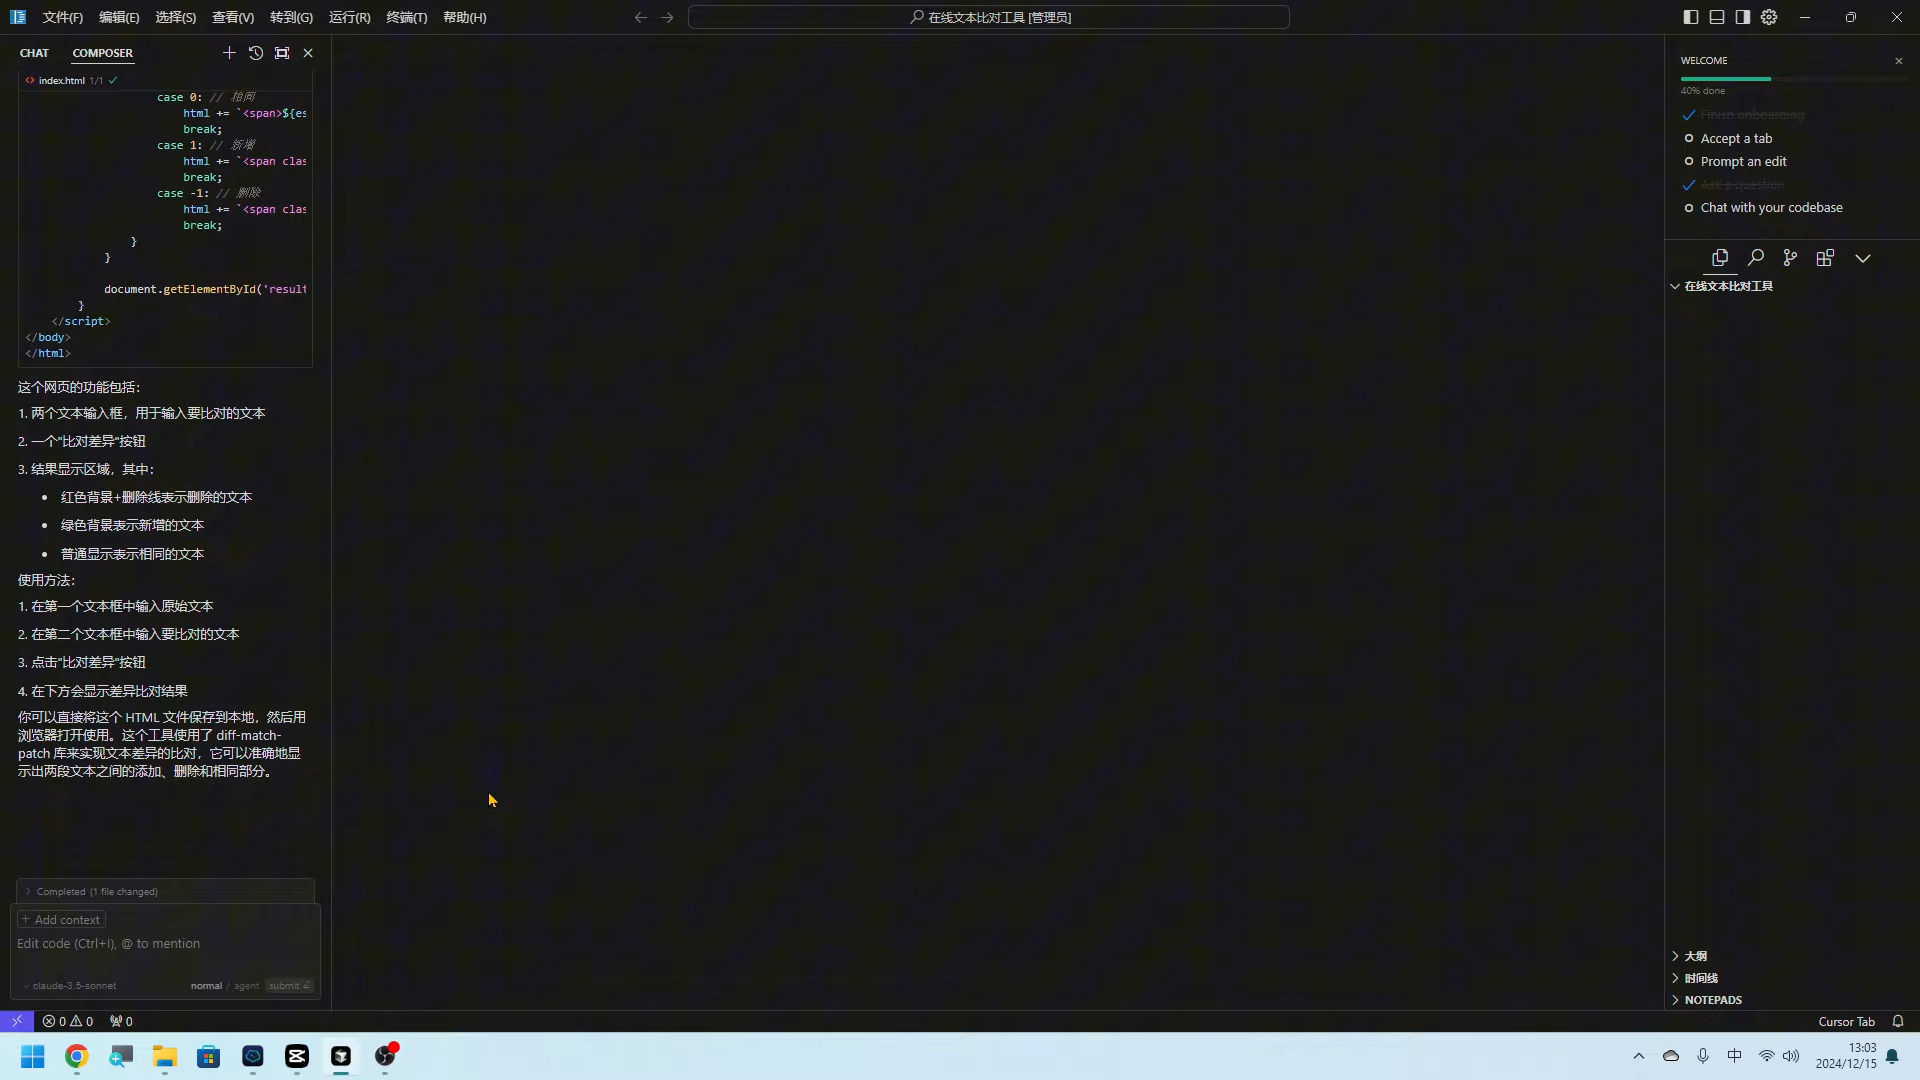 文件(F) 编辑(E) 选择(S) 查看(V) 转到(G) 运行(R) 终端(T) 帮助(H)
在线文本比对工具 [管理员]
CHAT COMPOSER
index.html 1/1
case 0: // 相同
html += `<span>${es
break;
case 1: // 新增
html += `<span clas
break;
case -1: // 删除
html += `<span clas
break;
}
}
document.getElementById('result
}
</script>
</body>
</html>
这个网页的功能包括：
1. 两个文本输入框，用于输入要比对的文本
2. 一个"比对差异"按钮
3. 结果显示区域，其中：
• 红色背景+删除线表示删除的文本
• 绿色背景表示新增的文本
• 普通显示表示相同的文本
使用方法：
1. 在第一个文本框中输入原始文本
2. 在第二个文本框中输入要比对的文本
3. 点击"比对差异"按钮
4. 在下方会显示差异比对结果
你可以直接将这个 HTML 文件保存到本地，然后用
浏览器打开使用。这个工具使用了 diff-match-
patch 库来实现文本差异的比对，它可以准确地显
示出两段文本之间的添加、删除和相同部分。
Completed (1 file changed)
+ Add context
Edit code (Ctrl+I), @ to mention
claude-3.5-sonnet normal / agent submit
WELCOME
40% done
Finish onboarding
Accept a tab
Prompt an edit
Ask a question
Chat with your codebase
在线文本比对工具
大纲
时间线
NOTEPADS
0 0 0
Cursor Tab
中
13:03
2024/12/15